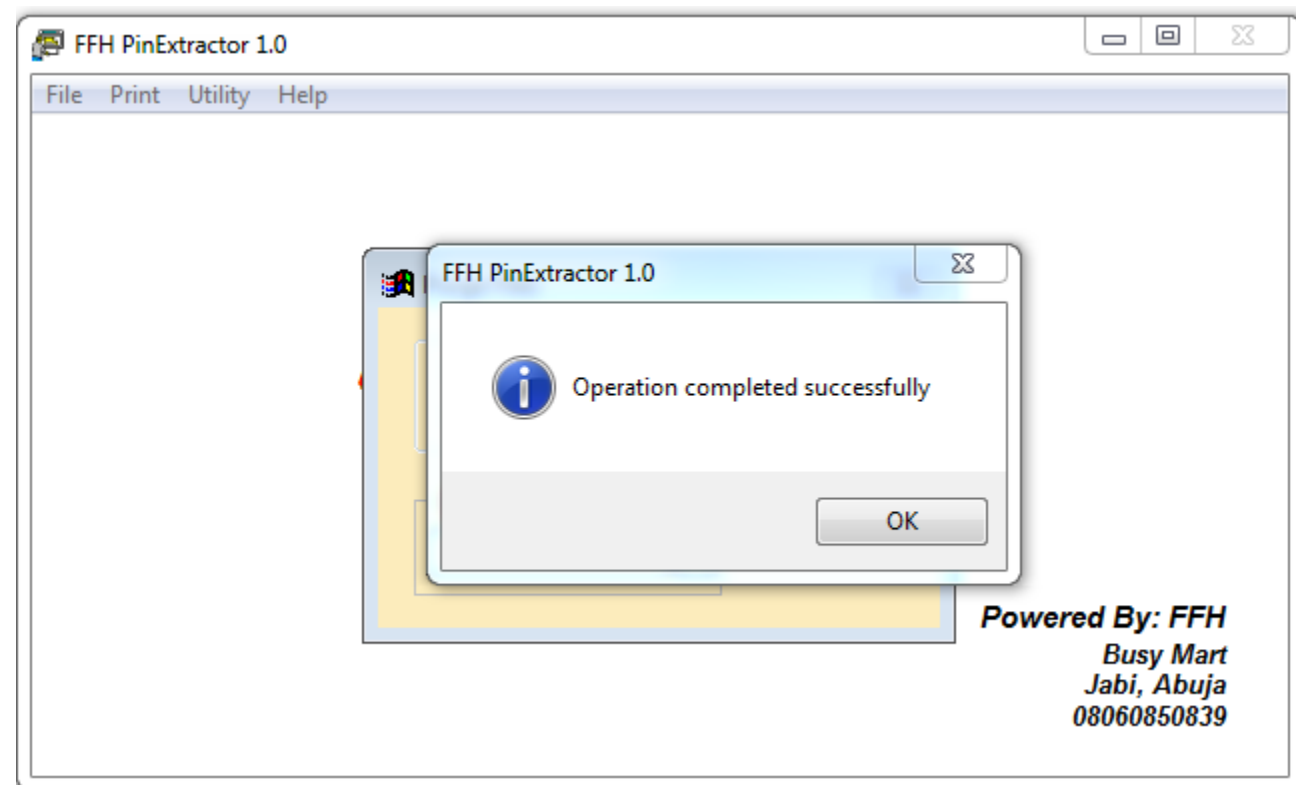 FFH PinExtractor 1.0
File Print Utility Help
FFH PinExtractor 1.0
Operation completed successfully
OK
Powered By: FFH
Busy Mart
Jabi, Abuja
08060850839